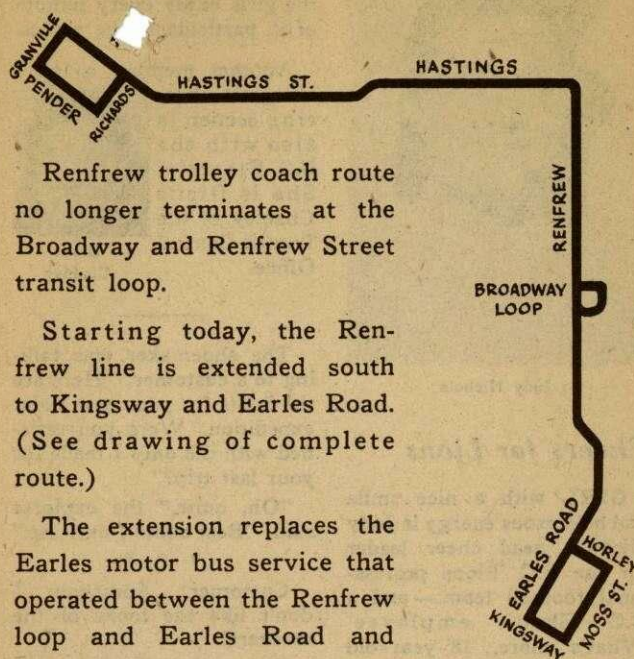 GRANVILLE
PENDER
RICHARDS
HASTINGS ST.
HASTINGS
RENFREW
BROADWAY
LOOP
EARLES ROAD
HORLEY
MOSS ST.
KINGSWAY
Renfrew trolley coach route
no longer terminates at the
Broadway and Renfrew Street
transit loop.
Starting today, the Ren-
frew line is extended south
to Kingsway and Earles Road.
(See drawing of complete
route.)
The extension replaces the
Earles motor bus service that
operated between the Renfrew
loop and Earles Road and